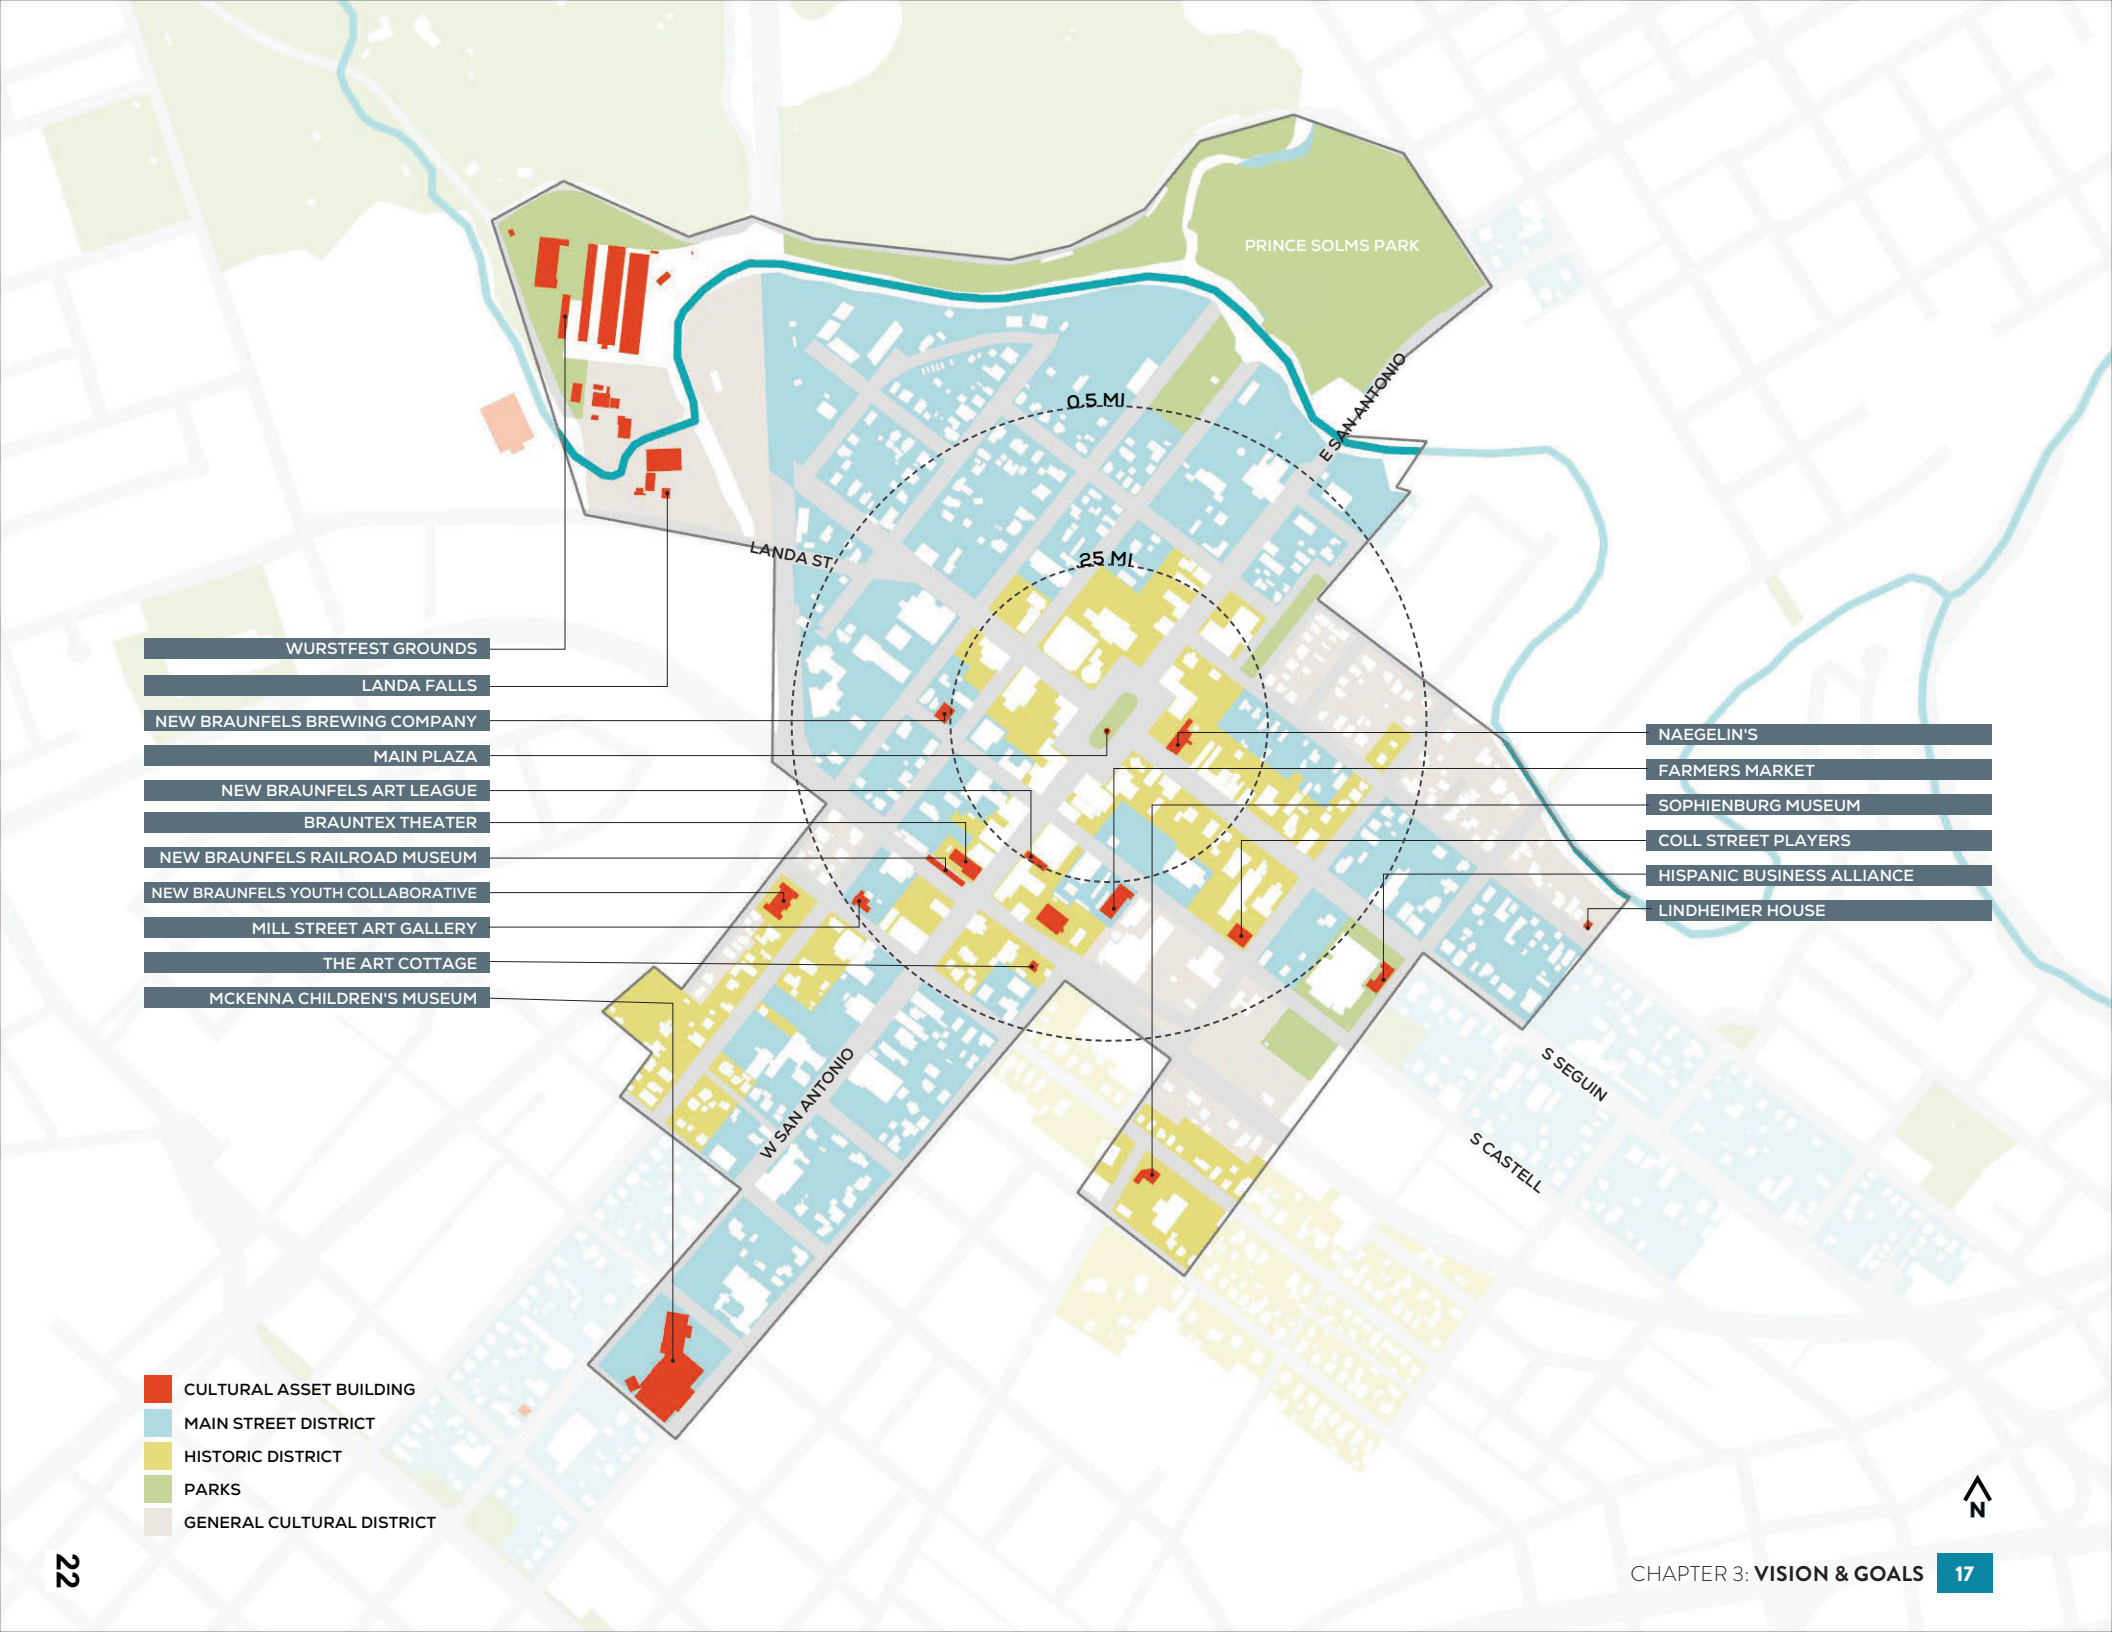 PRINCE SOLMS PARK
E SAN ANTONIO
0.5 MI
.25 MI
LANDA ST
WURSTFEST GROUNDS
LANDA FALLS
NEW BRAUNFELS BREWING COMPANY
MAIN PLAZA
NEW BRAUNFELS ART LEAGUE
BRAUNTEX THEATER
NEW BRAUNFELS RAILROAD MUSEUM
NEW BRAUNFELS YOUTH COLLABORATIVE
MILL STREET ART GALLERY
THE ART COTTAGE
MCKENNA CHILDREN'S MUSEUM
NAEGELIN'S
FARMERS MARKET
SOPHIENBURG MUSEUM
COLL STREET PLAYERS
HISPANIC BUSINESS ALLIANCE
LINDHEIMER HOUSE
W SAN ANTONIO
S SEGUIN
S CASTELL
CULTURAL ASSET BUILDING
MAIN STREET DISTRICT
HISTORIC DISTRICT
PARKS
GENERAL CULTURAL DISTRICT
N
22
CHAPTER 3: VISION & GOALS 17